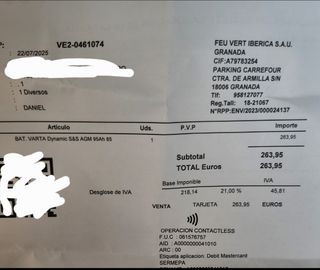 Nº: VE2-0461074
: 22/07/2025
:
: 1
: 1 Diversos
:
: DANIEL
FEU VERT IBERICA S.A.U.
GRANADA
CIF:A79783254
PARKING CARREFOUR
CTRA. DE ARMILLA S/N
18006 GRANADA
Tlf: 958127077
Reg.Tall: 18-21067
N°RPP:ENV/2023/000024137
Artículo Uds. P.V.P Importe
BAT. VARTA Dynamic S&S AGM 95Ah 85 1 263,95
Subtotal 263,95
TOTAL Euros 263,95
Base Imponible IVA
Desglose de IVA 218,14 21,00 % 45,81
VENTA TARJETA 263,95 EUROS
OPERACION CONTACTLESS
F.U.C : 061576757
AID : A0000000041010
ARC : 00
Etiqueta aplicacion: Debit Mastercard
SERMEPA